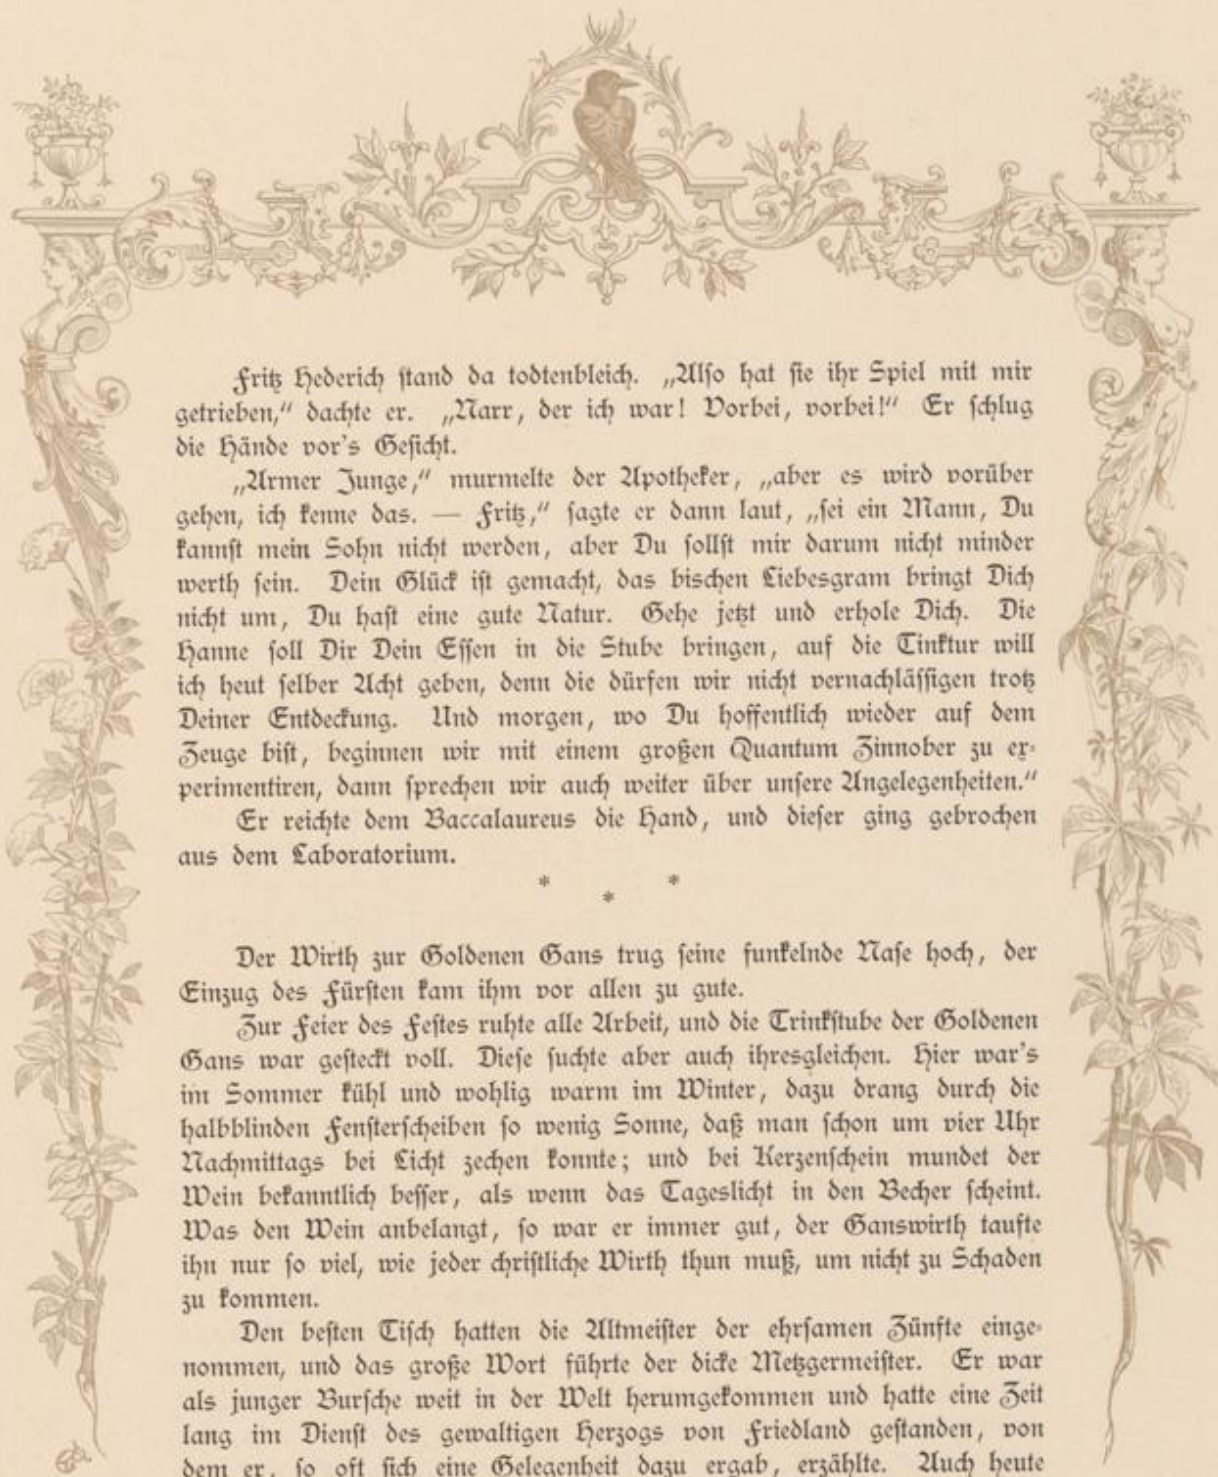 Fritz Hederich stand da todtenbleich. „Also hat sie ihr Spiel mit mir
getrieben,“ dachte er. „Narr, der ich war! Vorbei, vorbei!“ Er schlug
die Hände vor's Gesicht.
„Armer Junge,“ murmelte der Apotheker, „aber es wird vorüber
gehen, ich kenne das. — Fritz,“ sagte er dann laut, „sei ein Mann, Du
kannst mein Sohn nicht werden, aber Du sollst mir darum nicht minder
werth sein. Dein Glück ist gemacht, das bischen Liebesgram bringt Dich
nicht um, Du hast eine gute Natur. Gehe jetzt und erhole Dich. Die
Hanne soll Dir Dein Essen in die Stube bringen, auf die Tinktur will
ich heut selber Acht geben, denn die dürfen wir nicht vernachlässigen trotz
Deiner Entdeckung. Und morgen, wo Du hoffentlich wieder auf dem
Zeuge bist, beginnen wir mit einem großen Quantum Zinnober zu ex-
perimentiren, dann sprechen wir auch weiter über unsere Angelegenheiten.“
Er reichte dem Baccalaureus die Hand, und dieser ging gebrochen
aus dem Laboratorium.
* * *
Der Wirth zur Goldenen Gans trug seine funkelnde Nase hoch, der
Einzug des Fürsten kam ihm vor allen zu gute.
Zur Feier des Festes ruhte alle Arbeit, und die Trinkstube der Goldenen
Gans war gesteckt voll. Diese suchte aber auch ihresgleichen. Hier war's
im Sommer kühl und wohlig warm im Winter, dazu drang durch die
halbblinden Fensterscheiben so wenig Sonne, daß man schon um vier Uhr
Nachmittags bei Licht zechen konnte; und bei Kerzenschein mundet der
Wein bekanntlich besser, als wenn das Tageslicht in den Becher scheint.
Was den Wein anbelangt, so war er immer gut, der Ganswirth taufte
ihn nur so viel, wie jeder christliche Wirth thun muß, um nicht zu Schaden
zu kommen.
Den besten Tisch hatten die Altmeister der ehrsamen Zünfte einge-
nommen, und das große Wort führte der dicke Metzgermeister. Er war
als junger Bursche weit in der Welt herumgekommen und hatte eine Zeit
lang im Dienst des gewaltigen Herzogs von Friedland gestanden, von
dem er, so oft sich eine Gelegenheit dazu ergab, erzählte. Auch heute